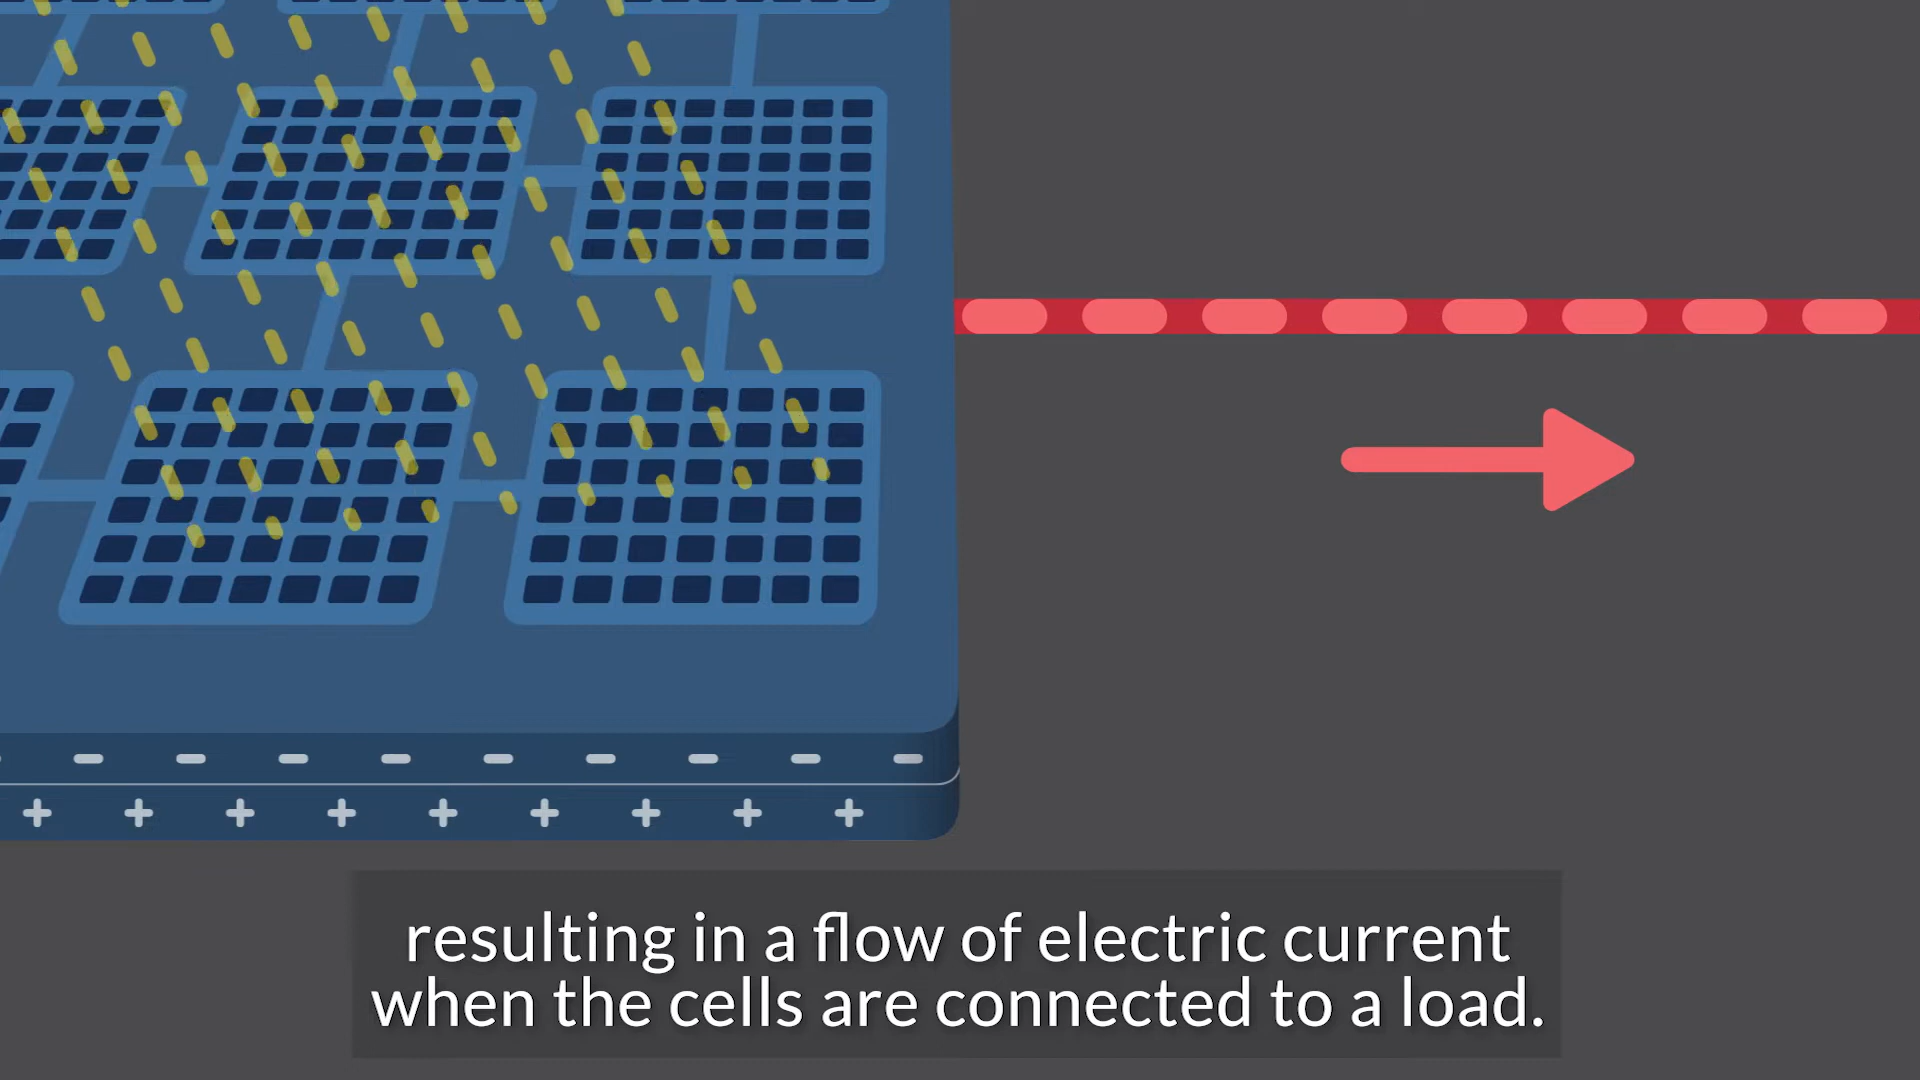 - - - - - - - - -
+ + + + + + + + +
resulting in a flow of electric current
when the cells are connected to a load.